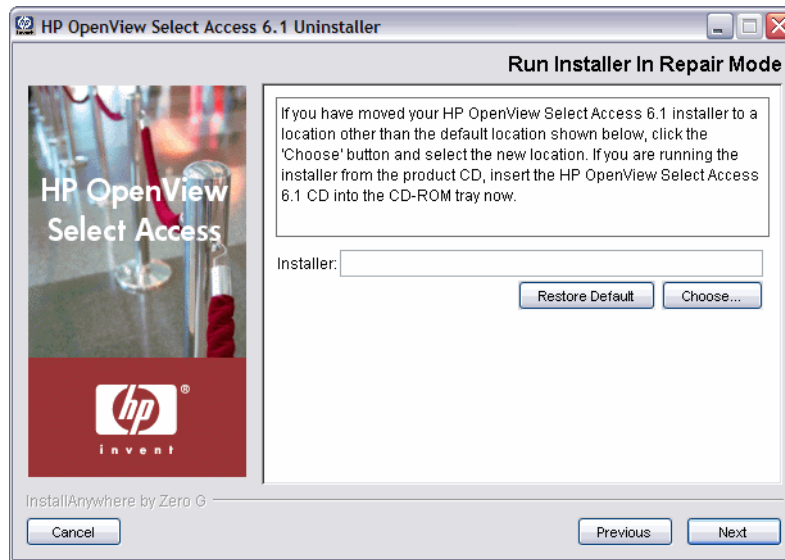 HP OpenView Select Access 6.1 Uninstaller
Run Installer In Repair Mode
HP OpenView
Select Access
hp
®
invent
If you have moved your HP OpenView Select Access 6.1 installer to a
location other than the default location shown below, click the
'Choose' button and select the new location. If you are running the
installer from the product CD, insert the HP OpenView Select Access
6.1 CD into the CD-ROM tray now.
Installer:
Restore Default
Choose...
InstallAnywhere by Zero G
Cancel
Previous
Next